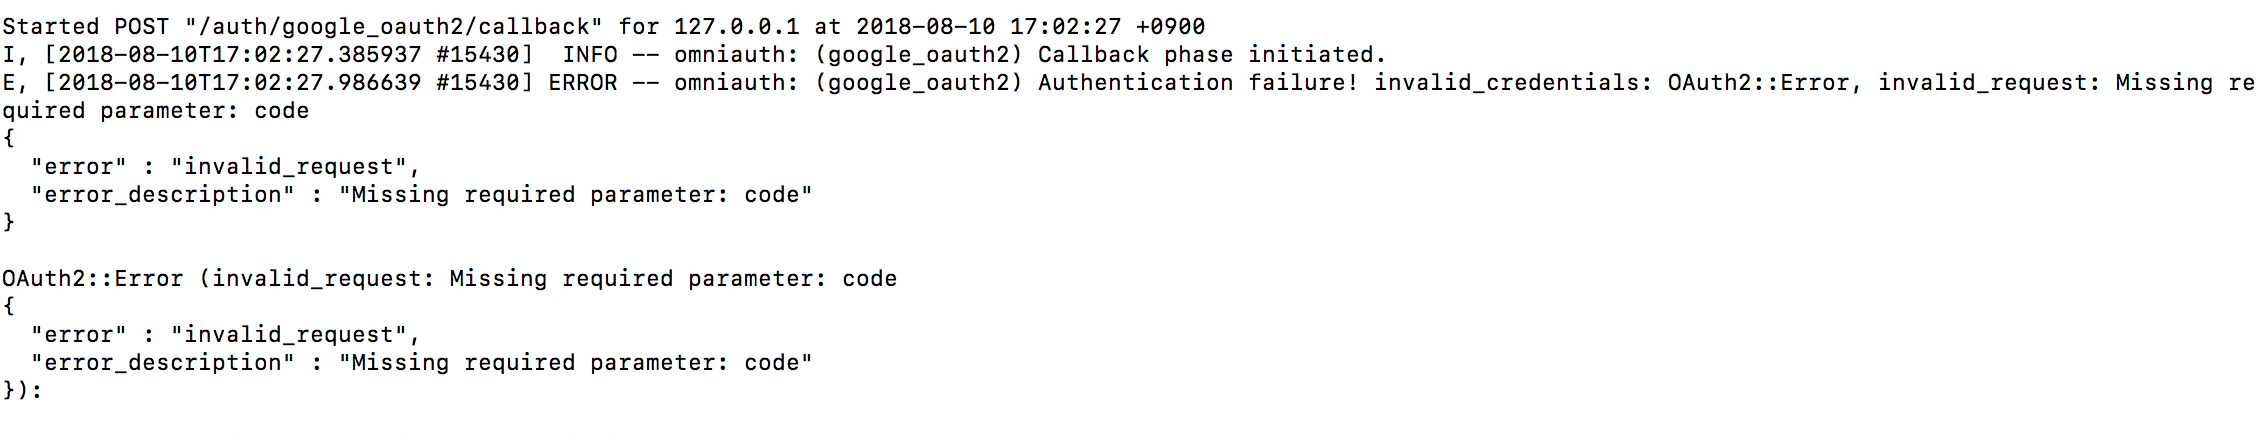 Started POST "/auth/google_oauth2/callback" for 127.0.0.1 at 2018-08-10 17:02:27 +0900
I, [2018-08-10T17:02:27.385937 #15430]  INFO -- omniauth: (google_oauth2) Callback phase initiated.
E, [2018-08-10T17:02:27.986639 #15430] ERROR -- omniauth: (google_oauth2) Authentication failure! invalid_credentials: OAuth2::Error, invalid_request: Missing re
quired parameter: code
{
  "error" : "invalid_request",
  "error_description" : "Missing required parameter: code"
}

OAuth2::Error (invalid_request: Missing required parameter: code
{
  "error" : "invalid_request",
  "error_description" : "Missing required parameter: code"
}):